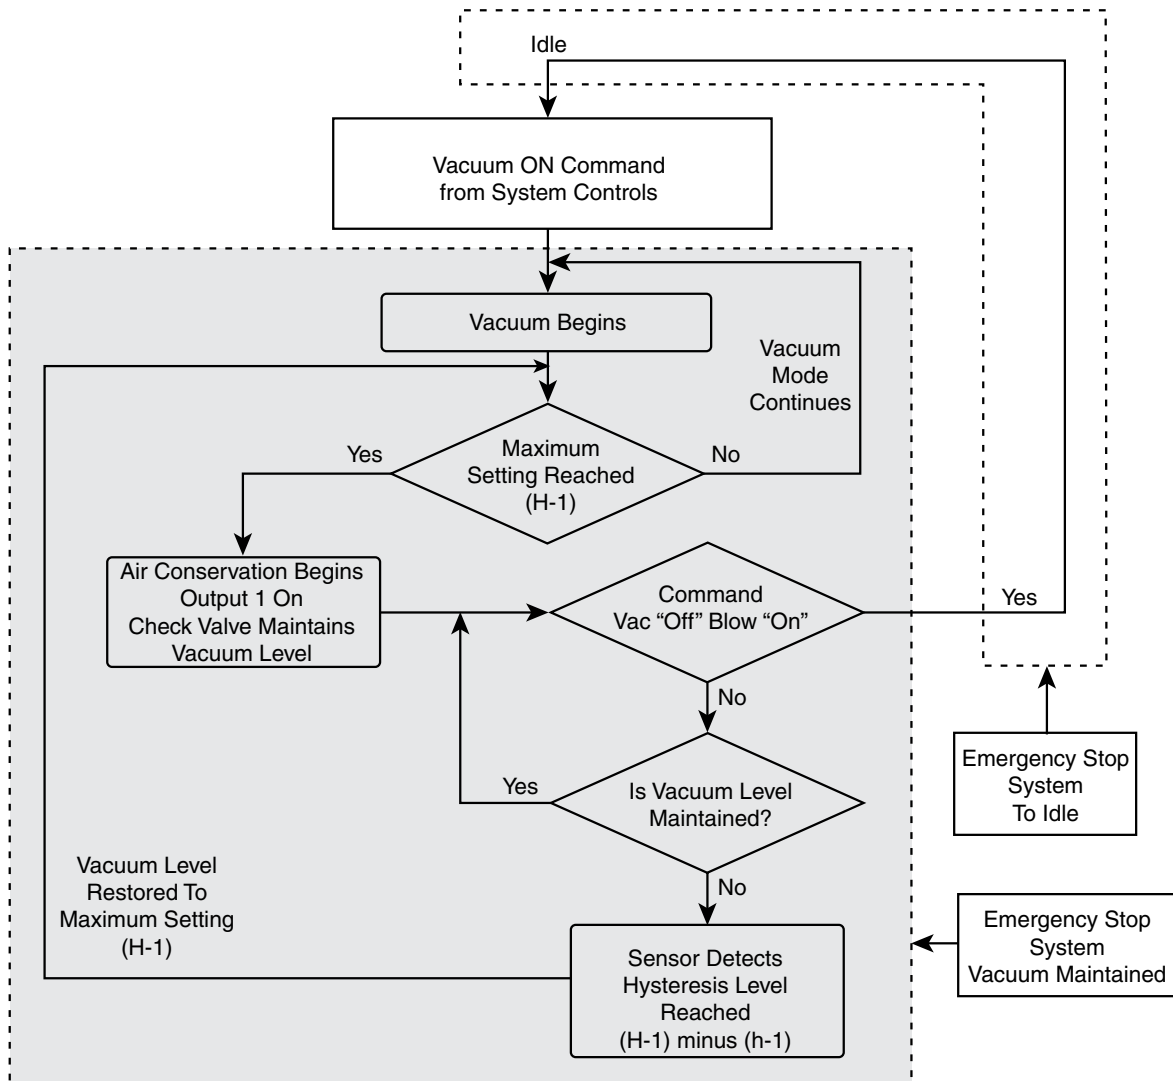 Idle
Vacuum ON Command
from System Controls
Vacuum Begins
Vacuum
Mode
Continues
Yes
Maximum
Setting Reached
(H-1)
No
Air Conservation Begins
Output 1 On
Check Valve Maintains
Vacuum Level
Command
Vac “Off” Blow “On”
Yes
No
Yes
Is Vacuum Level
Maintained?
Emergency Stop
System
To Idle
No
Vacuum Level
Restored To
Maximum Setting
(H-1)
Sensor Detects
Hysteresis Level
Reached
(H-1) minus (h-1)
Emergency Stop
System
Vacuum Maintained